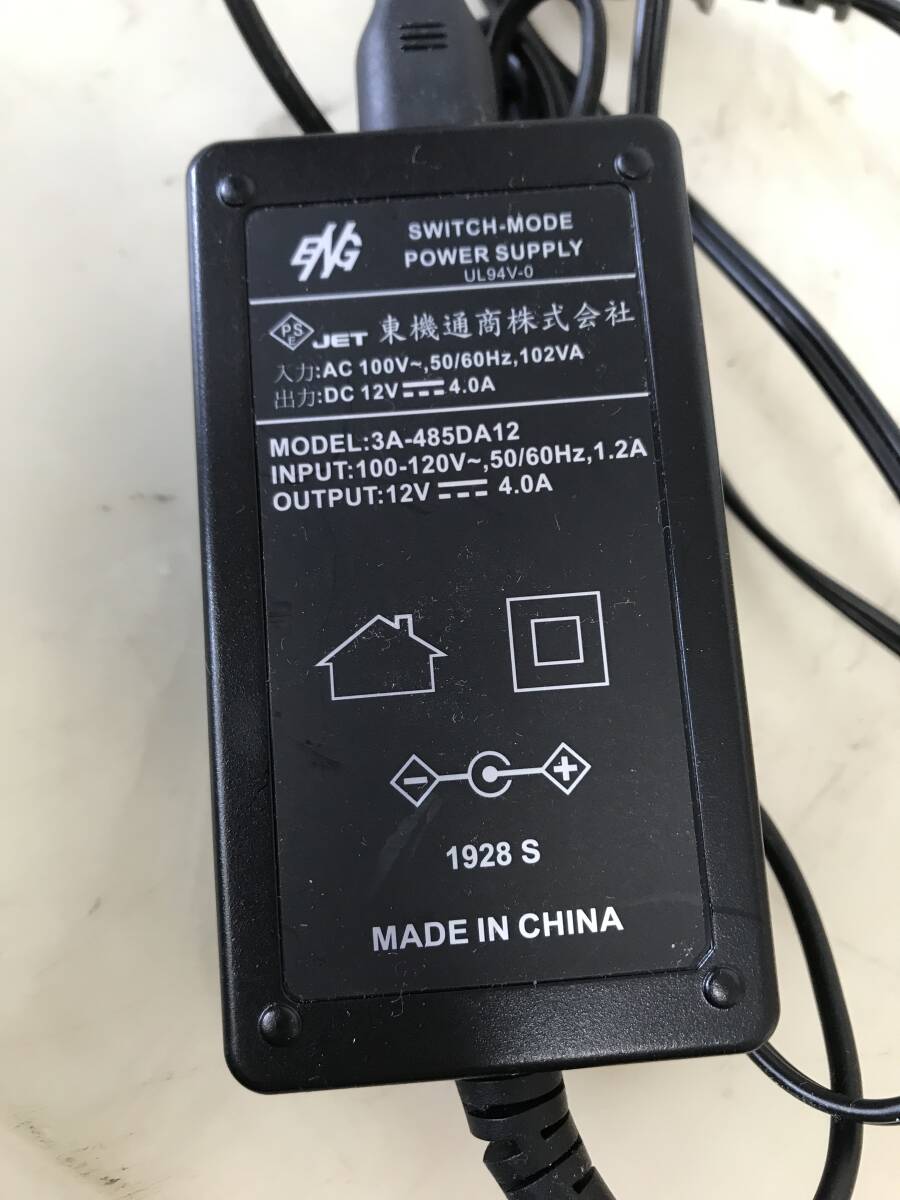 ENG
SWITCH-MODE
POWER SUPPLY
UL94V-0
PSE JET 東機通商株式会社
入力:AC 100V~,50/60Hz,102VA
出力:DC 12V⎓4.0A
MODEL:3A-485DA12
INPUT:100-120V~,50/60Hz,1.2A
OUTPUT:12V ⎓ 4.0A
- +
1928 S
MADE IN CHINA